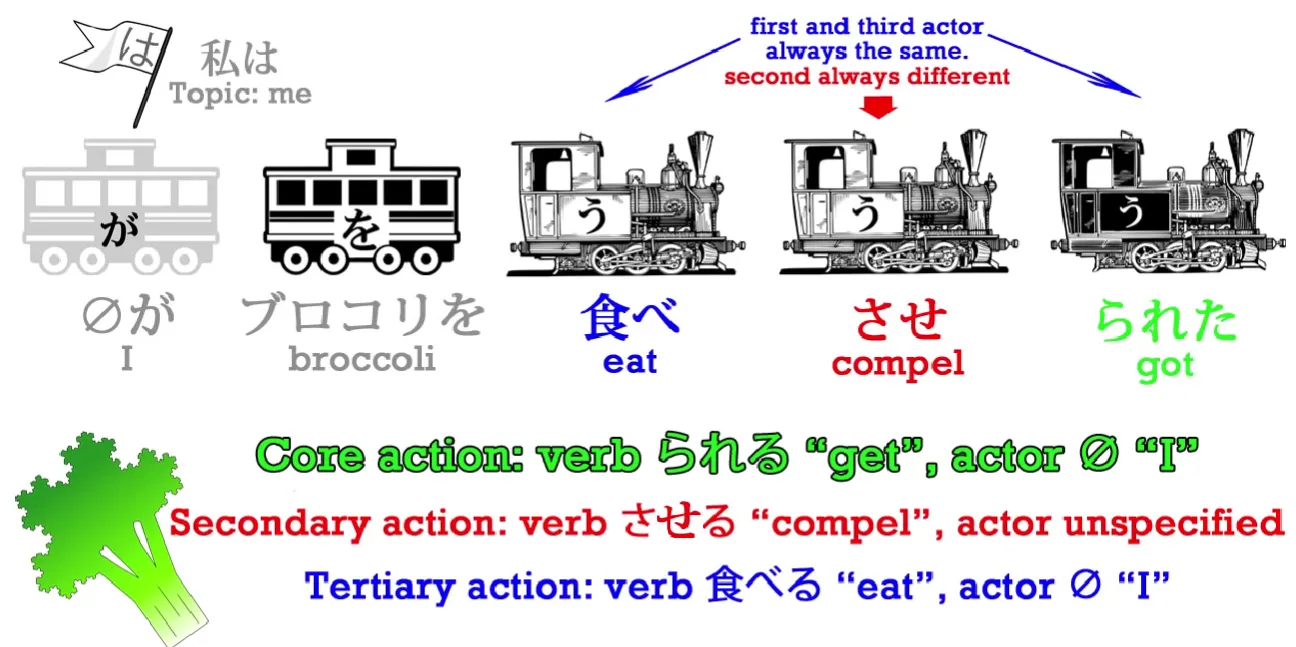 は
私は
Topic: me
first and third actor
always the same.
second always different
が
を
う
う
う
∅が
I
ブロコリを
broccoli
食べ
eat
させ
compel
られた
got
Core action: verb られる “get”, actor ∅ “I”
Secondary action: verb させる “compel”, actor unspecified
Tertiary action: verb 食べる “eat”, actor ∅ “I”